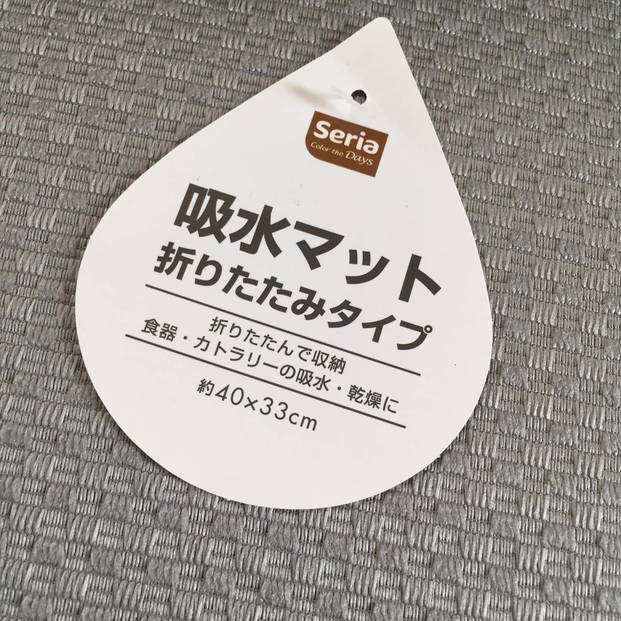 Seria
Color the Days
吸水マット
折りたたみタイプ
折りたたんで収納
食器・カトラリーの吸水・乾燥に
約40×33cm